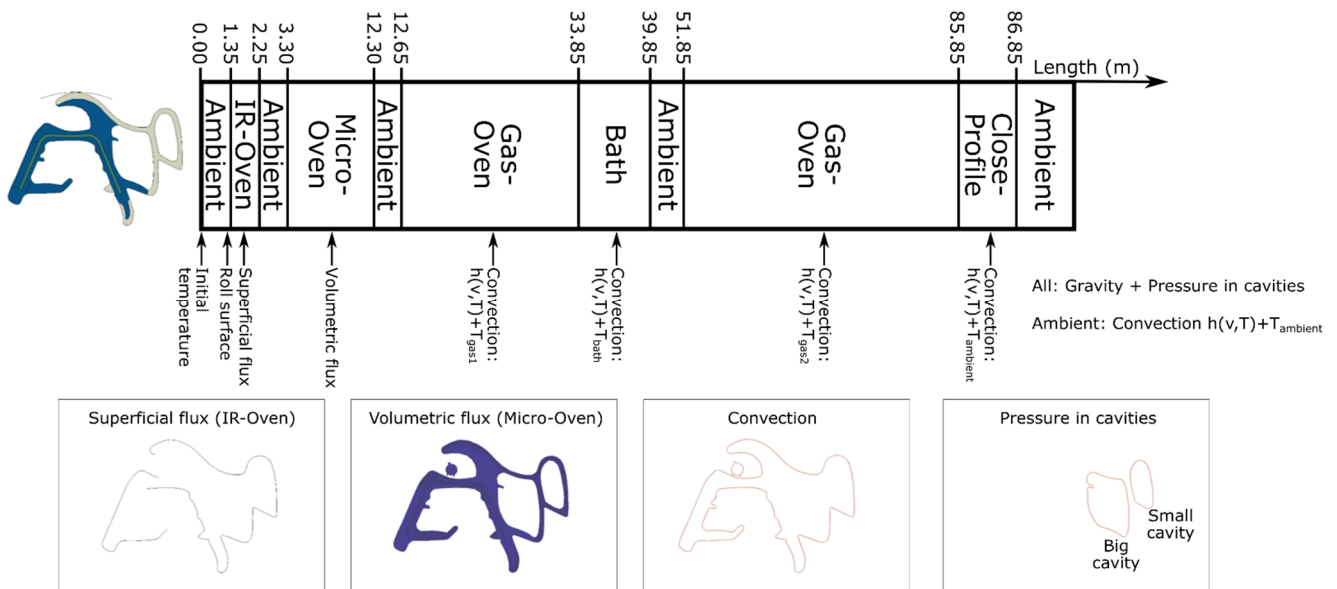 0.00
1.35
2.25
3.30
12.30
12.65
33.85
39.85
51.85
85.85
86.85
Length (m)
Ambient
IR-Oven
Ambient
Micro-
Oven
Ambient
Gas-
Oven
Bath
Ambient
Gas-
Oven
Close-
Profile
Ambient
Initial
temperature
Roll surface
Superficial flux
Volumetric flux
Convection:
h(v,T)+Tgas1
Convection:
h(v,T)+Tbath
Convection:
h(v,T)+Tgas2
Convection:
h(v,T)+Tambient
All: Gravity + Pressure in cavities
Ambient: Convection h(v,T)+Tambient
Superficial flux (IR-Oven)
Volumetric flux (Micro-Oven)
Convection
Pressure in cavities
Small
cavity
Big
cavity